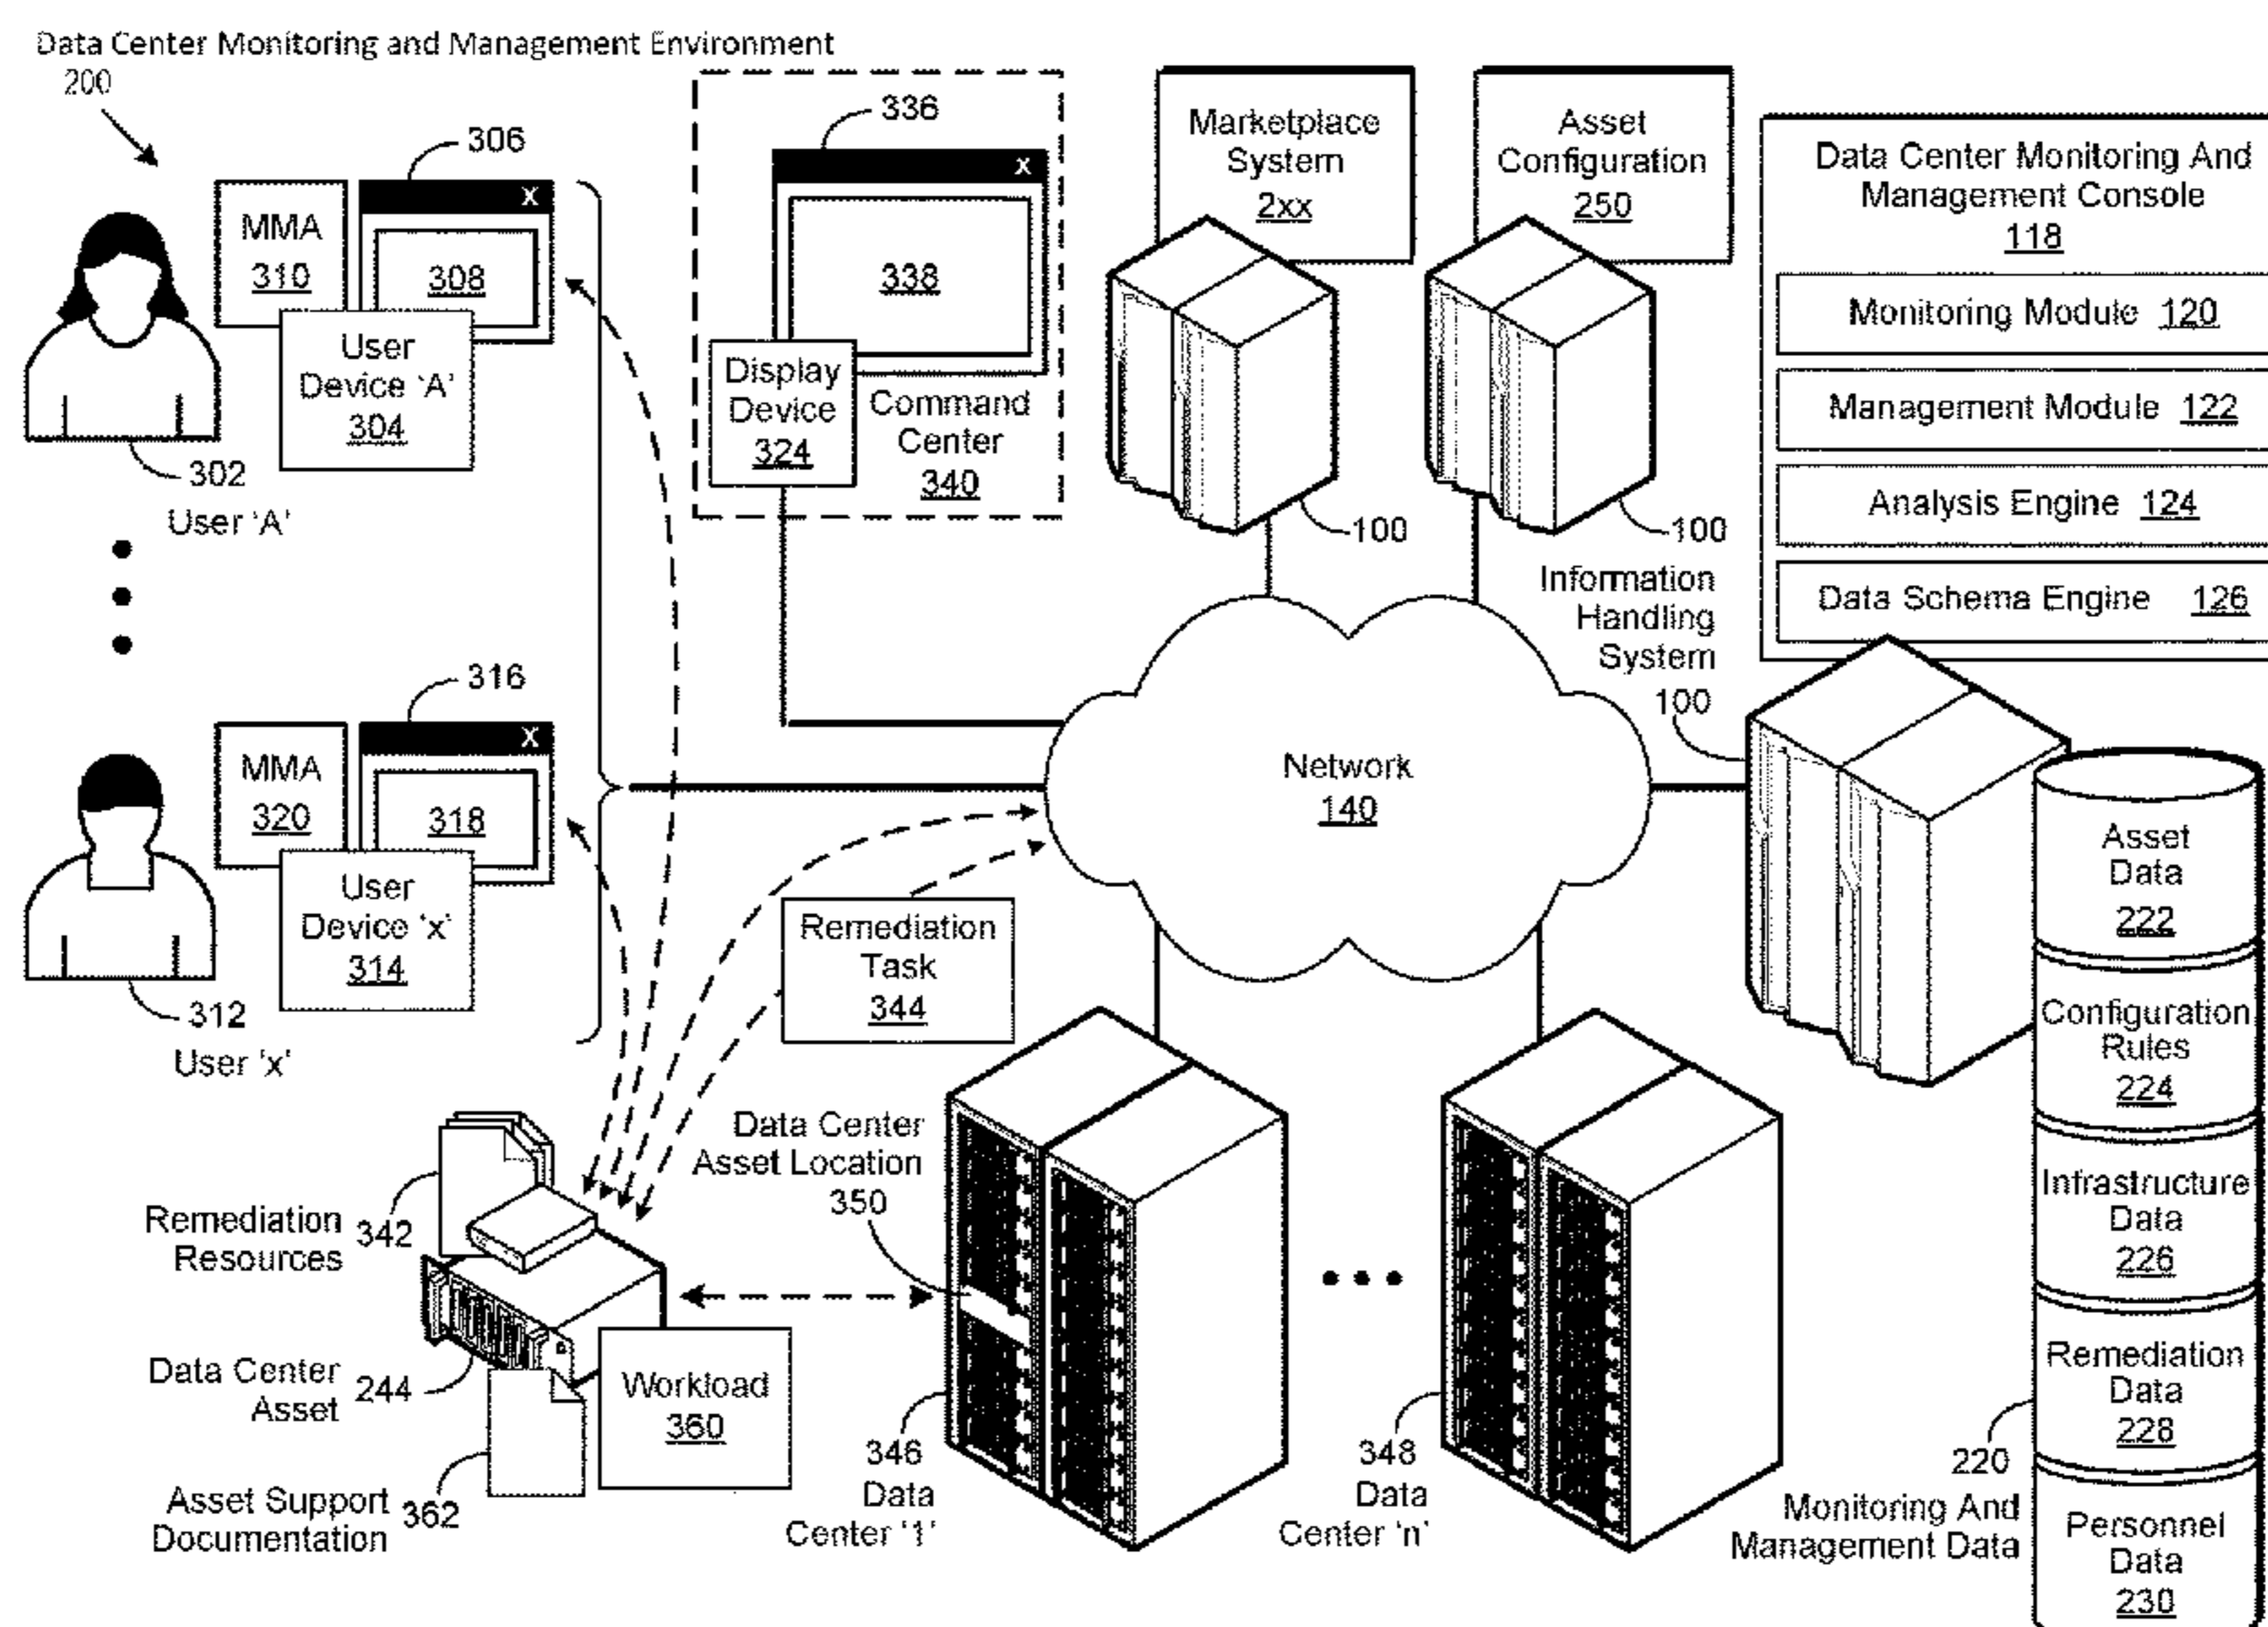 Data Center Monitoring and Management Environment
200
306
X
MMA
310
308
User
Device 'A'
304
302
User 'A'
316
X
MMA
320
318
User
Device 'x'
314
312
User 'x'
336
X
338
Display
Device
324
Command
Center
340
Marketplace
System
2xx
100
Asset
Configuration
250
100
Data Center Monitoring And
Management Console
118
Monitoring Module 120
Management Module 122
Analysis Engine 124
Data Schema Engine 126
Information
Handling
System
100
Network
140
Remediation
Task
344
Asset
Data
222
Configuration
Rules
224
Infrastructure
Data
226
Remediation
Data
228
Personnel
Data
230
220
Monitoring And
Management Data
Data Center
Asset Location
350
Remediation
Resources
342
Data Center
Asset
244
Workload
360
Asset Support
Documentation
362
346
Data
Center '1'
348
Data
Center 'n'